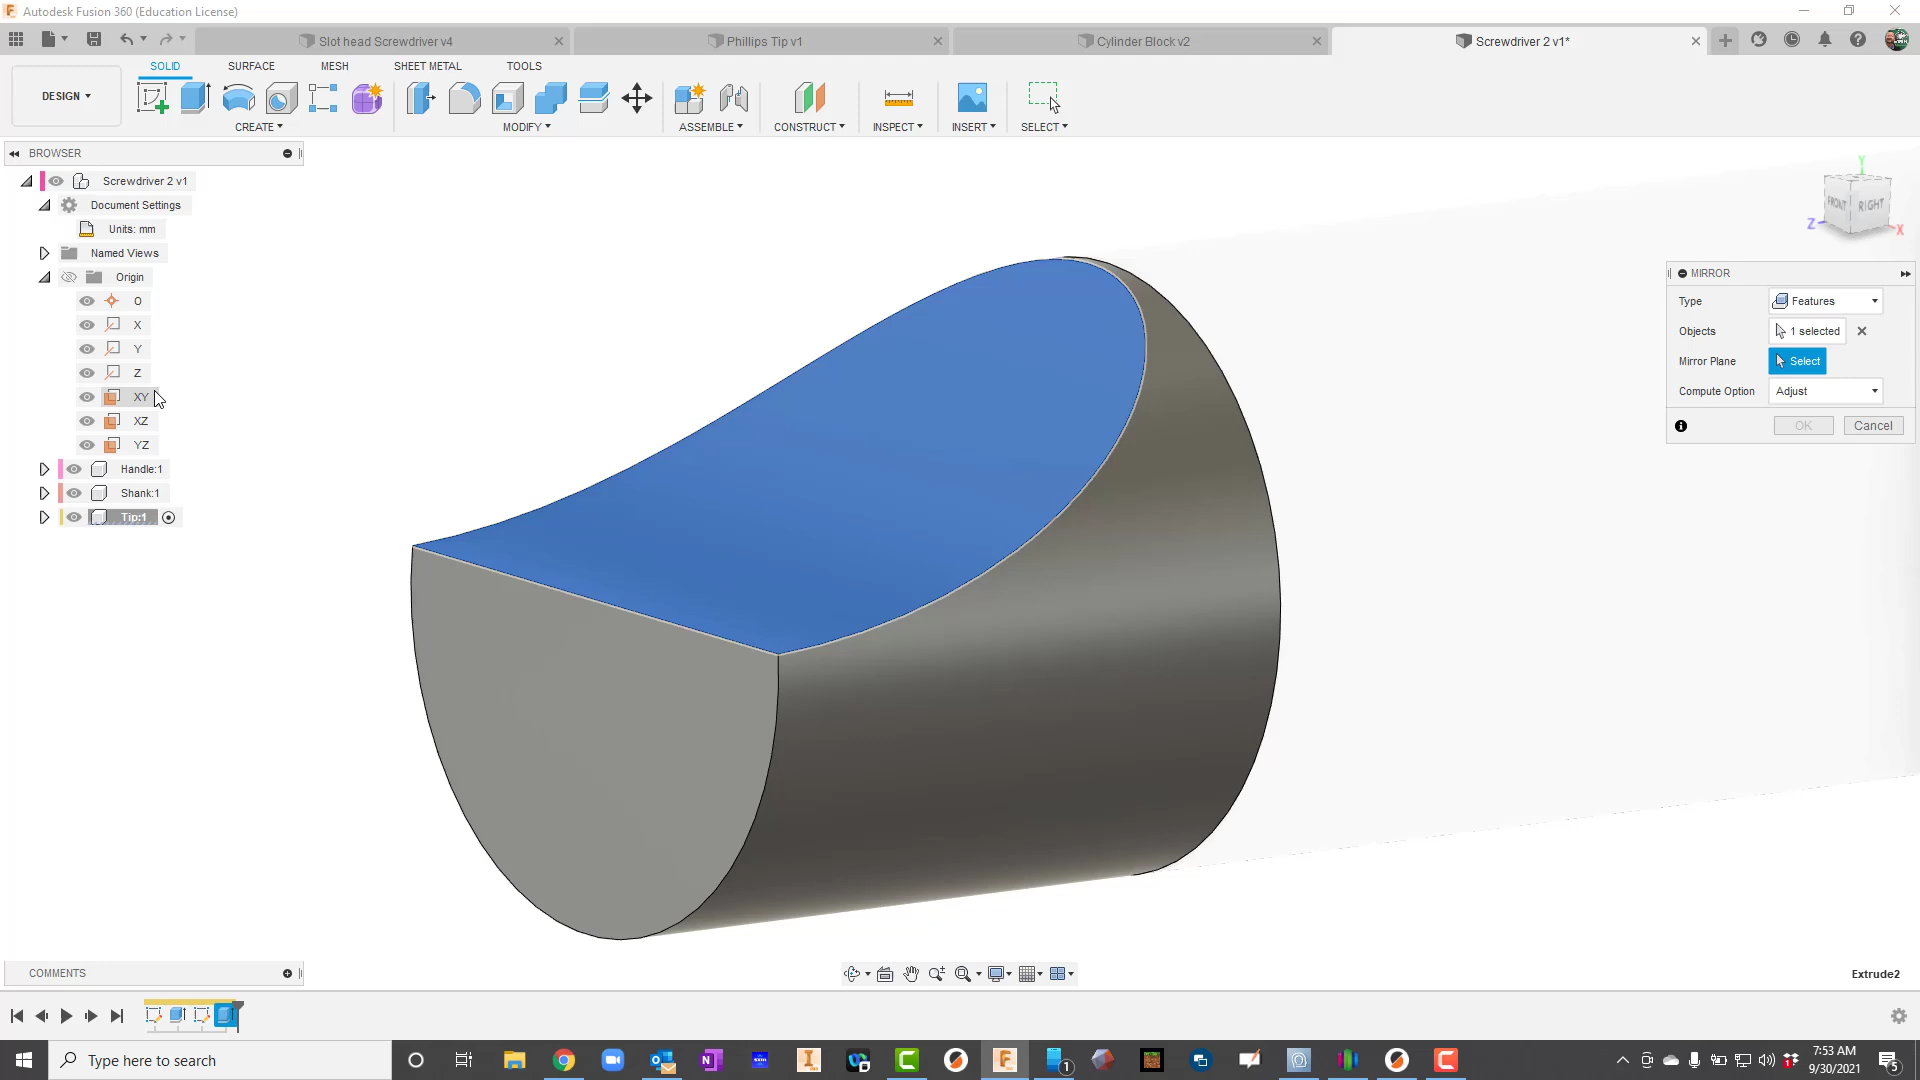 Autodesk Fusion 360 (Education License)
Slot head Screwdriver v4
Phillips Tip v1
Cylinder Block v2
Screwdriver 2 v1*
DESIGN
SOLID
SURFACE
MESH
SHEET METAL
TOOLS
CREATE
MODIFY
ASSEMBLE
CONSTRUCT
INSPECT
INSERT
SELECT
BROWSER
Screwdriver 2 v1
Document Settings
Units: mm
Named Views
Origin
O
X
Y
Z
XY
XZ
YZ
Handle:1
Shank:1
Tip:1
Y
FRONT
RIGHT
Z
X
MIRROR
Type
Features
Objects
1 selected
Mirror Plane
Select
Compute Option
Adjust
OK
Cancel
COMMENTS
Extrude2
Type here to search
1
7:53 AM
9/30/2021
5